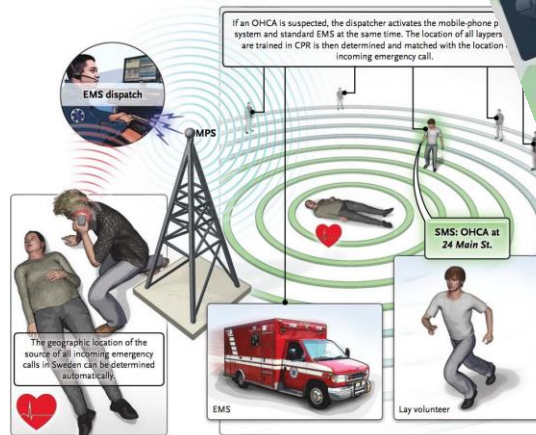 If an OHCA is suspected, the dispatcher activates the mobile-phone p
system and standard EMS at the same time. The location of all laypers
are trained in CPR is then determined and matched with the location
incoming emergency call.
EMS dispatch
MPS
SMS: OHCA at
24 Main St.
The geographic location of the
source of all incoming emergency
calls in Sweden can be determined
automatically.
EMS
Lay volunteer